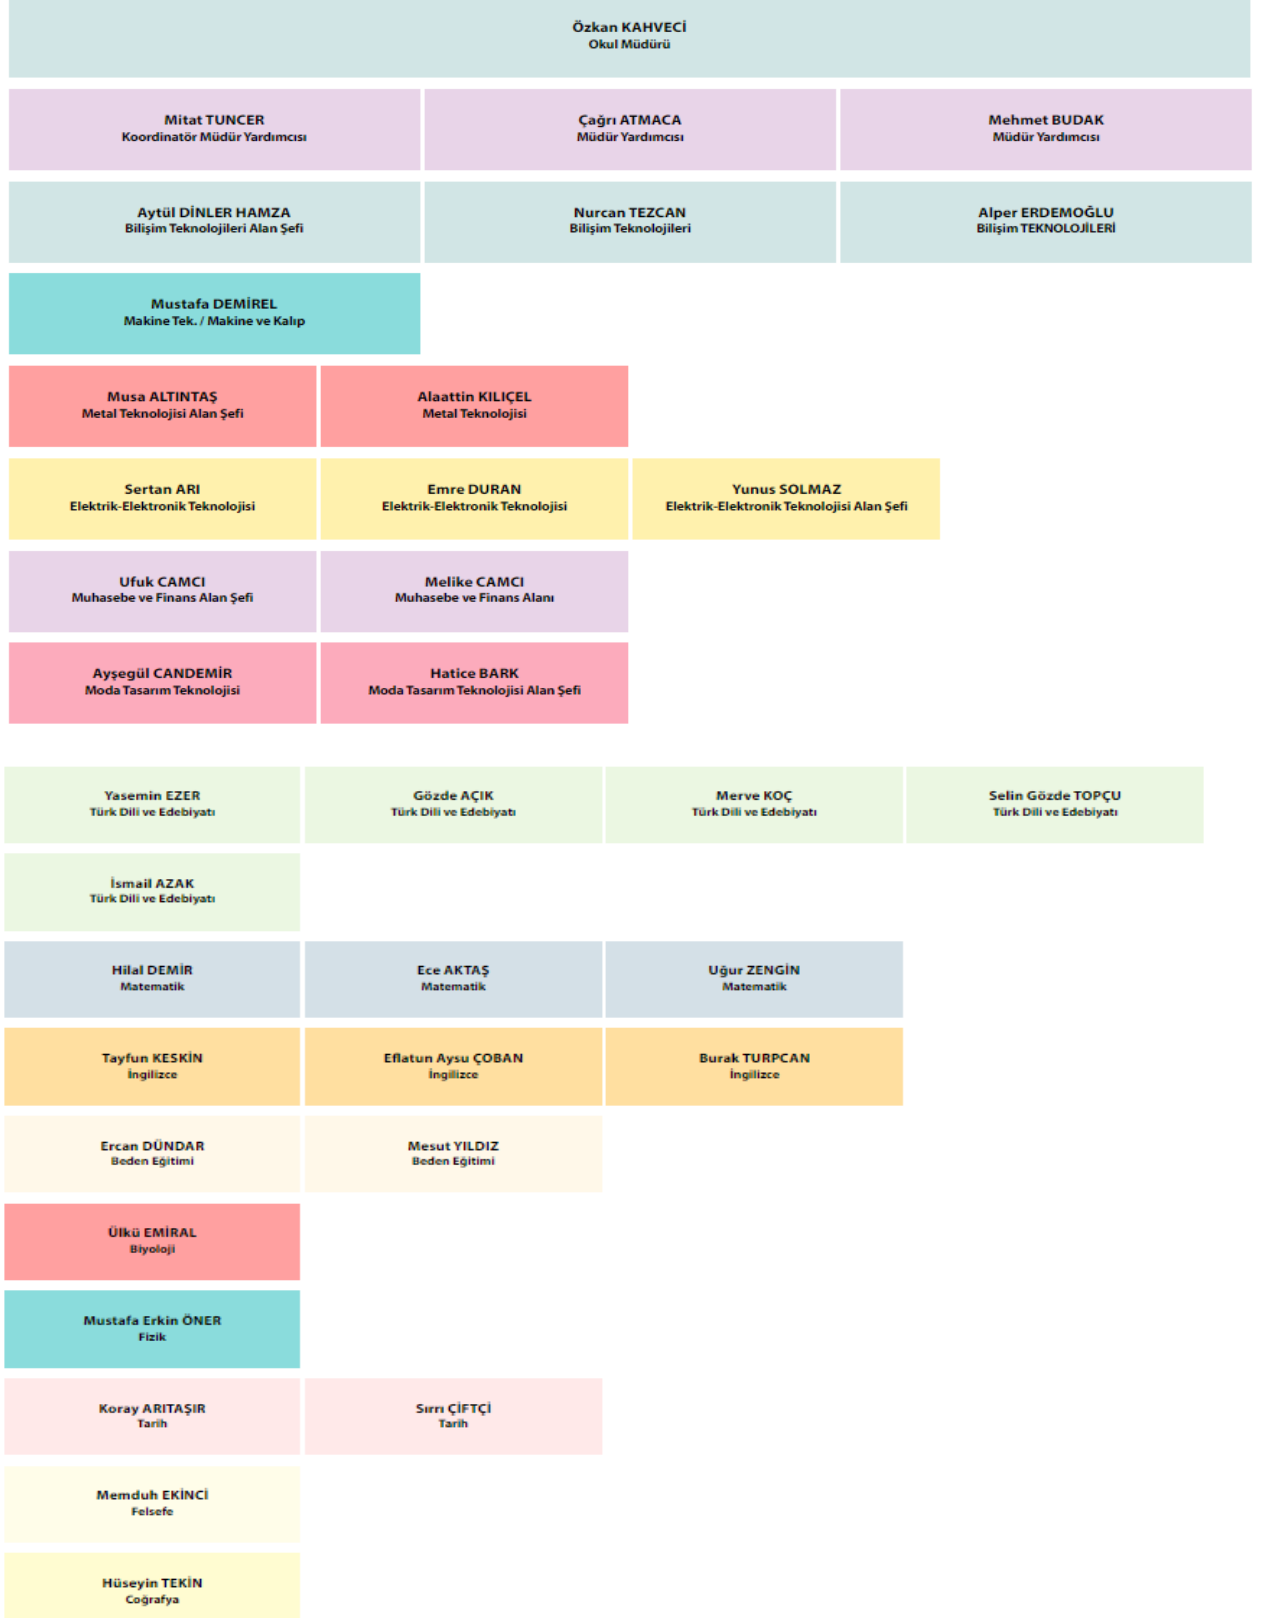 Özkan KAHVECİ
Okul Müdürü
Mitat TUNCER
Koordinatör Müdür Yardımcısı
Çağrı ATMACA
Müdür Yardımcısı
Mehmet BUDAK
Müdür Yardımcısı
Aytül DİNLER HAMZA
Bilişim Teknolojileri Alan Şefi
Nurcan TEZCAN
Bilişim Teknolojileri
Alper ERDEMOĞLU
Bilişim TEKNOLOJİLERİ
Mustafa DEMİREL
Makine Tek. / Makine ve Kalıp
Musa ALTINTAŞ
Metal Teknolojisi Alan Şefi
Alaattin KILIÇEL
Metal Teknolojisi
Sertan ARI
Elektrik-Elektronik Teknolojisi
Emre DURAN
Elektrik-Elektronik Teknolojisi
Yunus SOLMAZ
Elektrik-Elektronik Teknolojisi Alan Şefi
Ufuk CAMCI
Muhasebe ve Finans Alan Şefi
Melike CAMCI
Muhasebe ve Finans Alanı
Ayşegül CANDEMİR
Moda Tasarım Teknolojisi
Hatice BARK
Moda Tasarım Teknolojisi Alan Şefi
Yasemin EZER
Türk Dili ve Edebiyatı
Gözde AÇIK
Türk Dili ve Edebiyatı
Merve KOÇ
Türk Dili ve Edebiyatı
Selin Gözde TOPÇU
Türk Dili ve Edebiyatı
İsmail AZAK
Türk Dili ve Edebiyatı
Hilal DEMİR
Matematik
Ece AKTAŞ
Matematik
Uğur ZENGİN
Matematik
Tayfun KESKİN
İngilizce
Eflatun Aysu ÇOBAN
İngilizce
Burak TURPCAN
İngilizce
Ercan DÜNDAR
Beden Eğitimi
Mesut YILDIZ
Beden Eğitimi
Ülkü EMİRAL
Biyoloji
Mustafa Erkin ÖNER
Fizik
Koray ARITAŞIR
Tarih
Sırrı ÇİFTÇİ
Tarih
Memduh EKİNCİ
Felsefe
Hüseyin TEKİN
Coğrafya